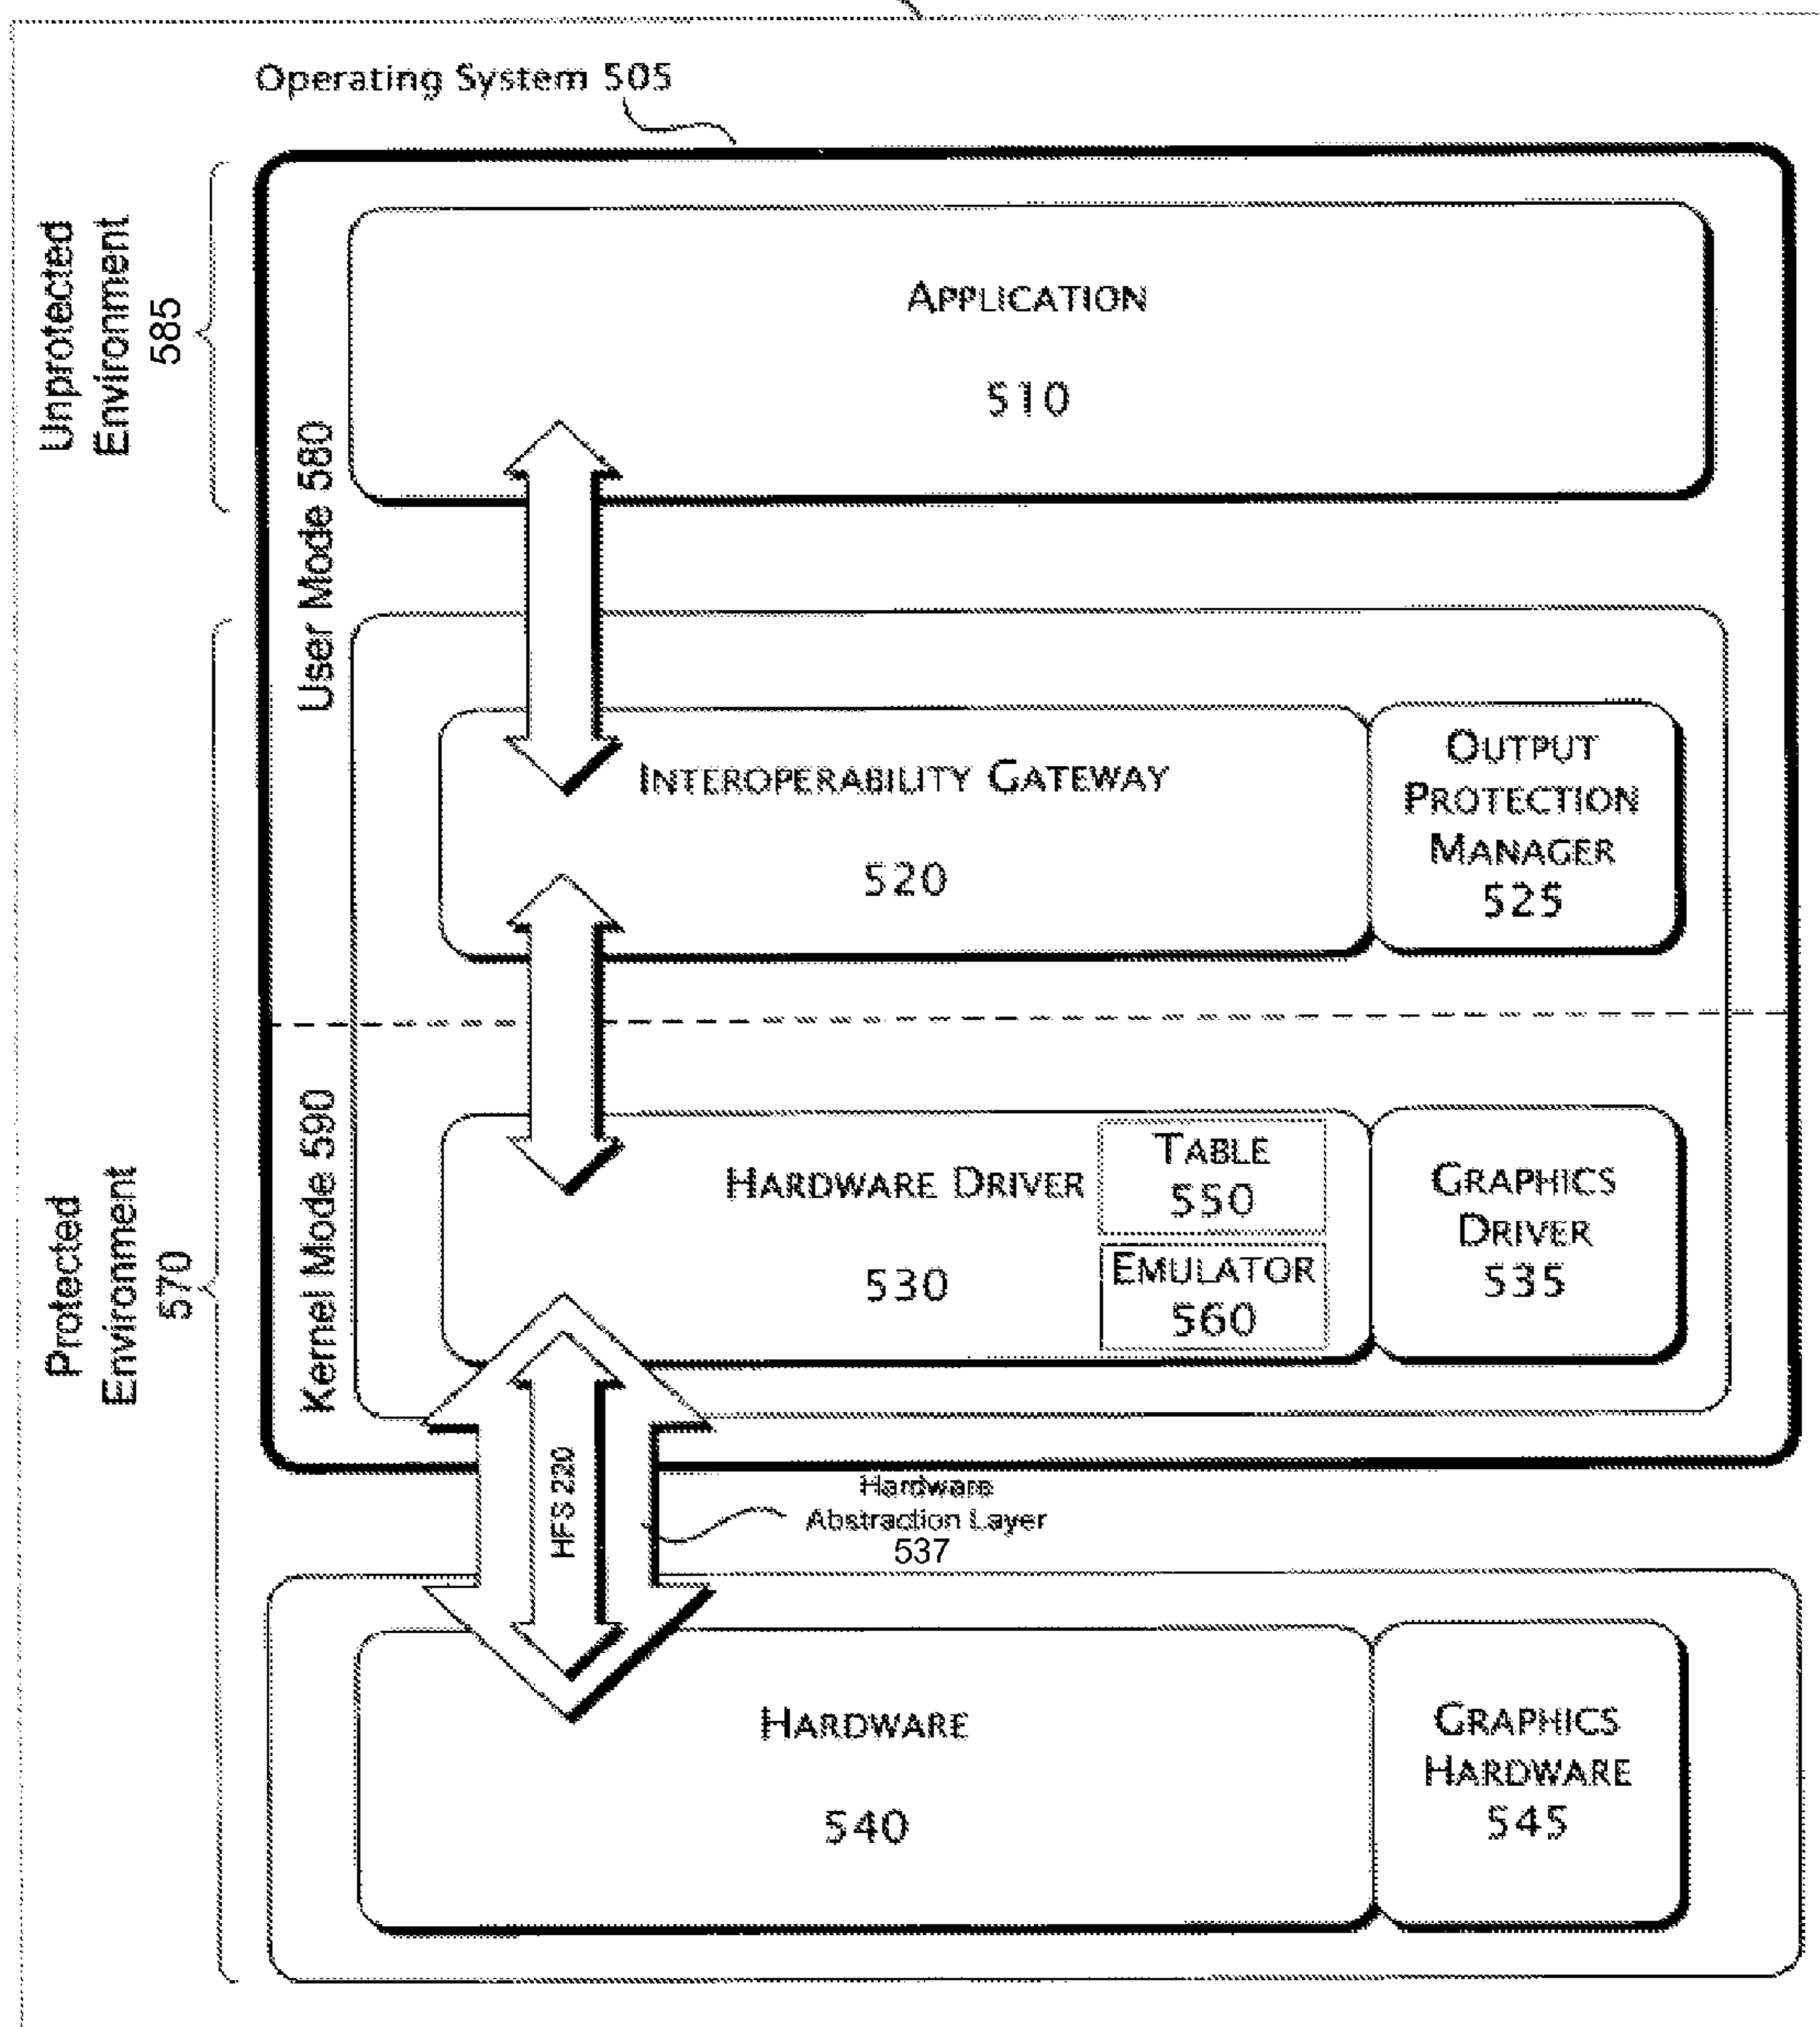 Operating System 505
Unprotected
Environment
585
User Mode 580
APPLICATION
510
INTEROPERABILITY GATEWAY
520
OUTPUT
PROTECTION
MANAGER
525
Protected
Environment
570
Kernel Mode 590
HARDWARE DRIVER
530
TABLE
550
EMULATOR
560
GRAPHICS
DRIVER
535
HFS 220
Hardware
Abstraction Layer
537
HARDWARE
540
GRAPHICS
HARDWARE
545